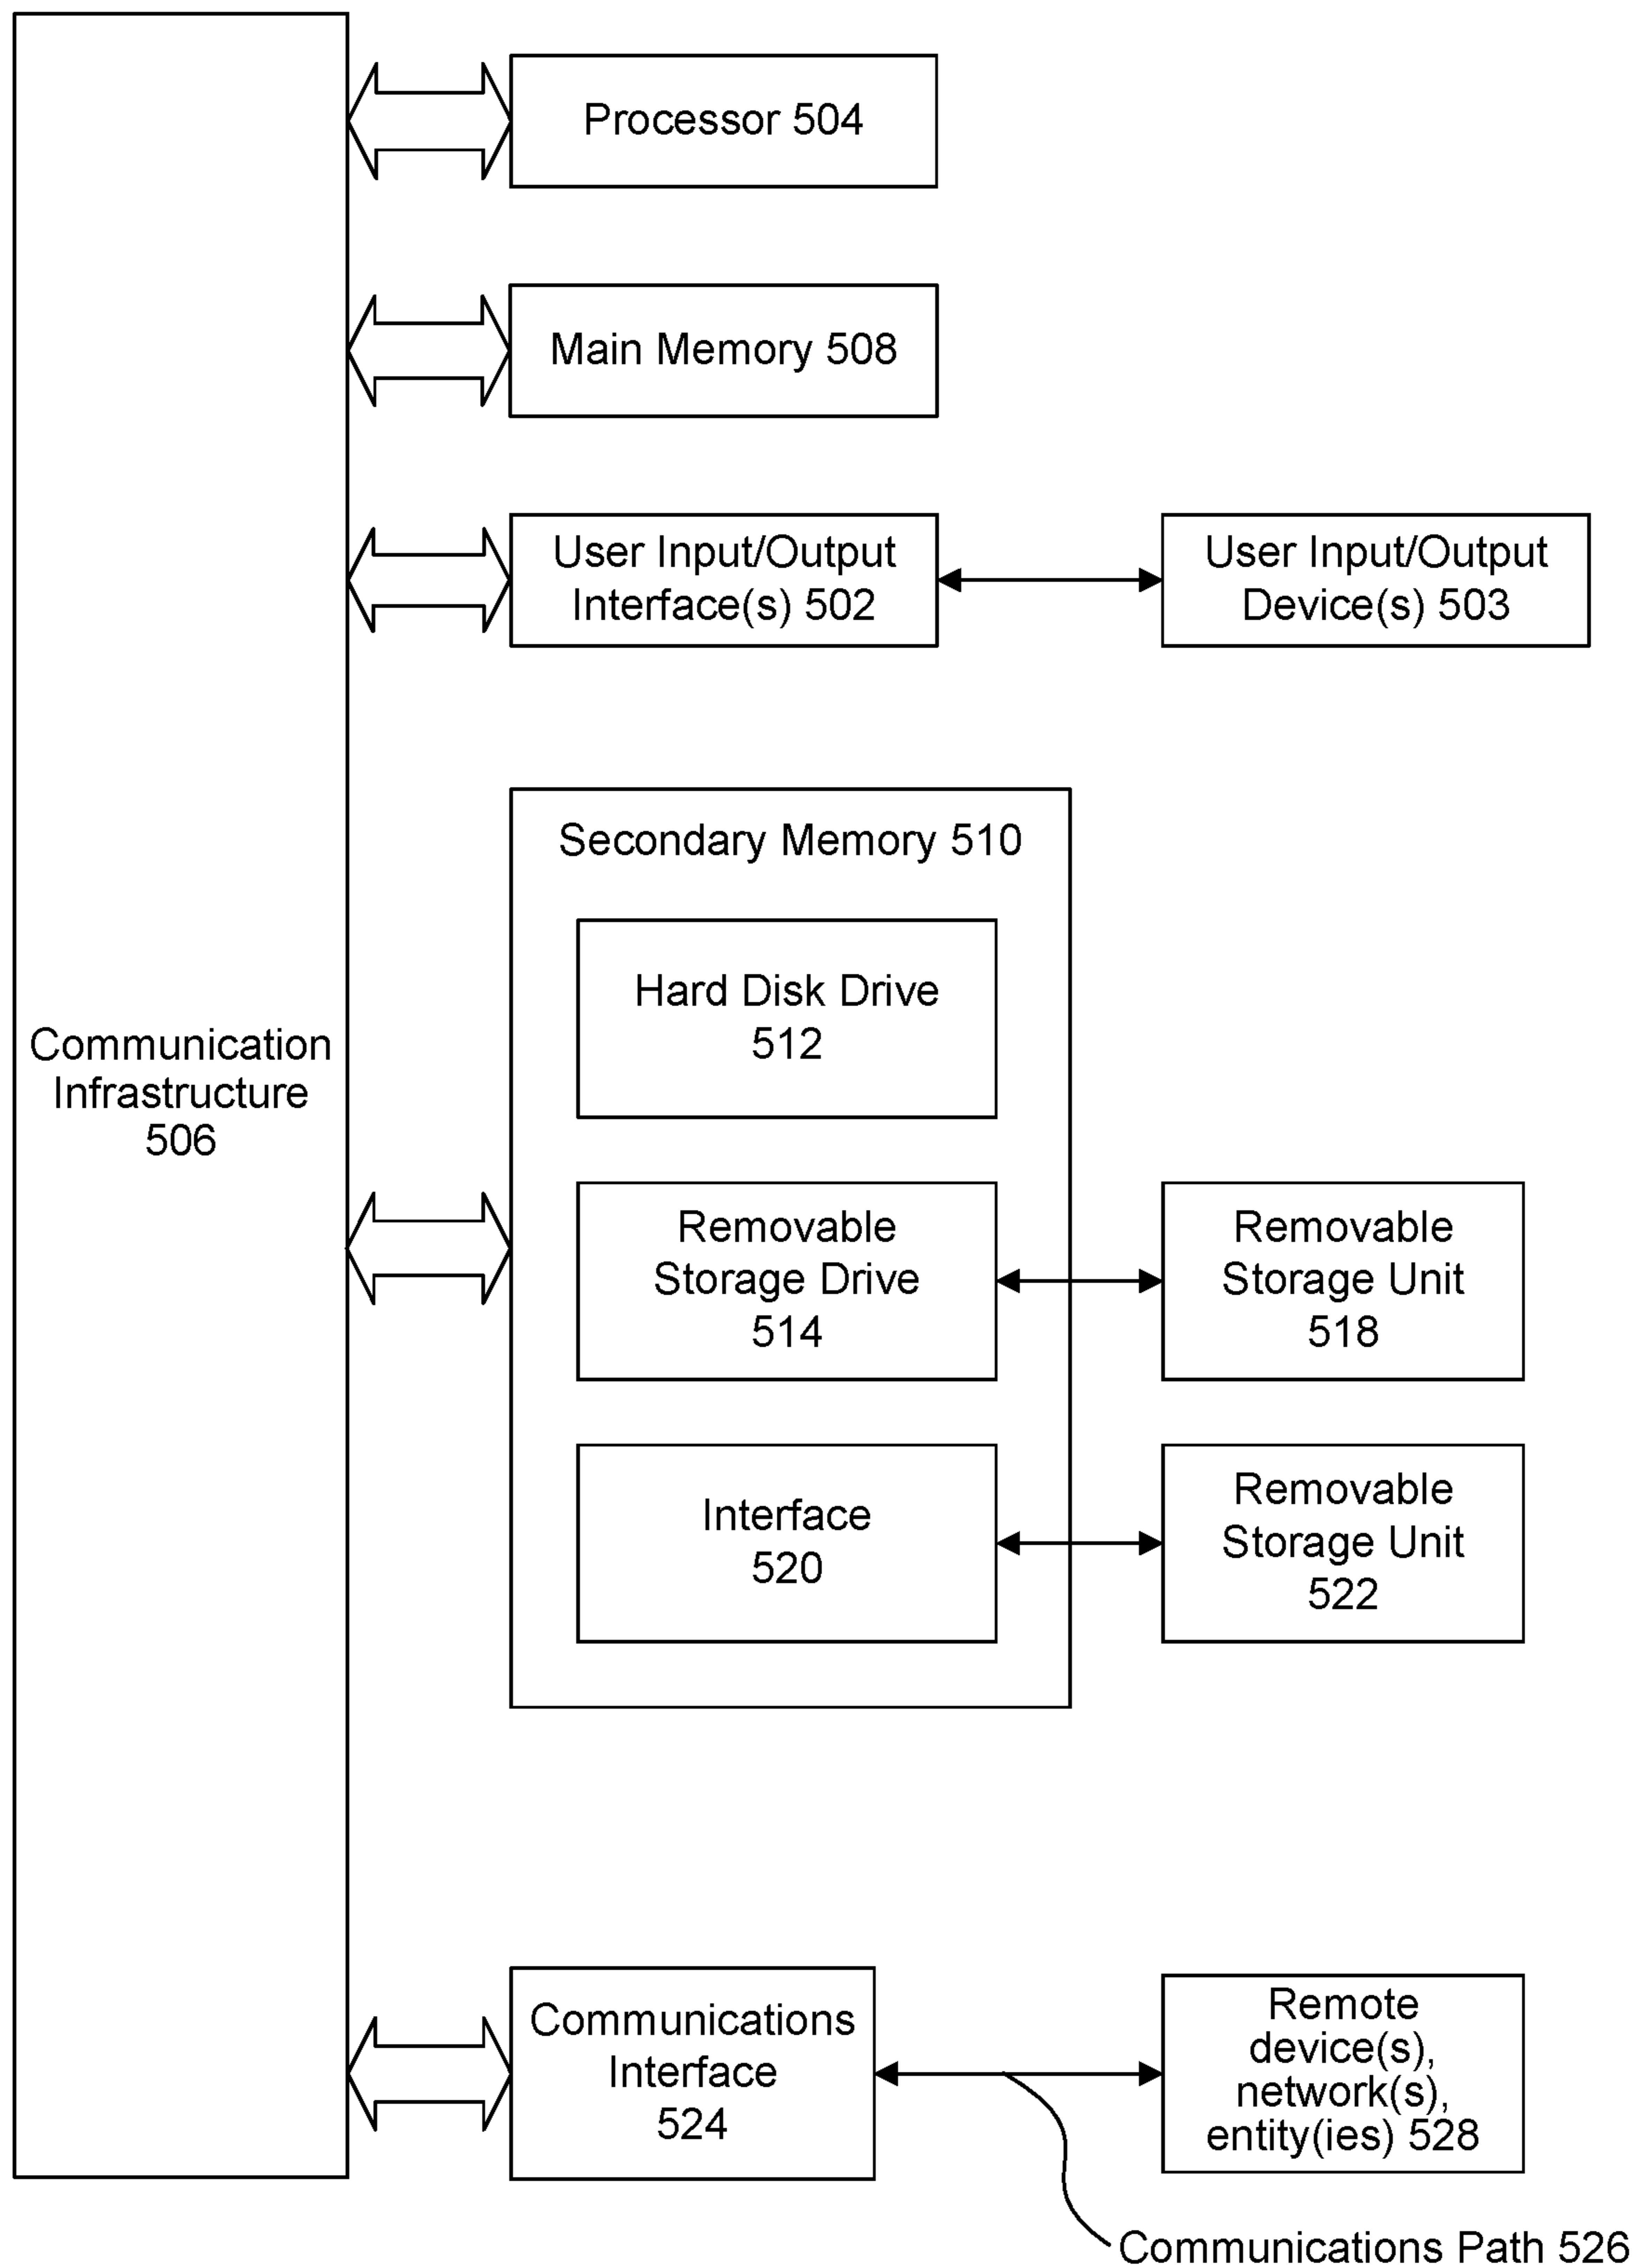 Processor 504
Main Memory 508
User Input/Output
Interface(s) 502
User Input/Output
Device(s) 503
Secondary Memory 510
Hard Disk Drive
512
Communication
Infrastructure
506
Removable
Storage Drive
514
Removable
Storage Unit
518
Interface
520
Removable
Storage Unit
522
Communications
Interface
524
Remote
device(s),
network(s),
entity(ies) 528
Communications Path 526